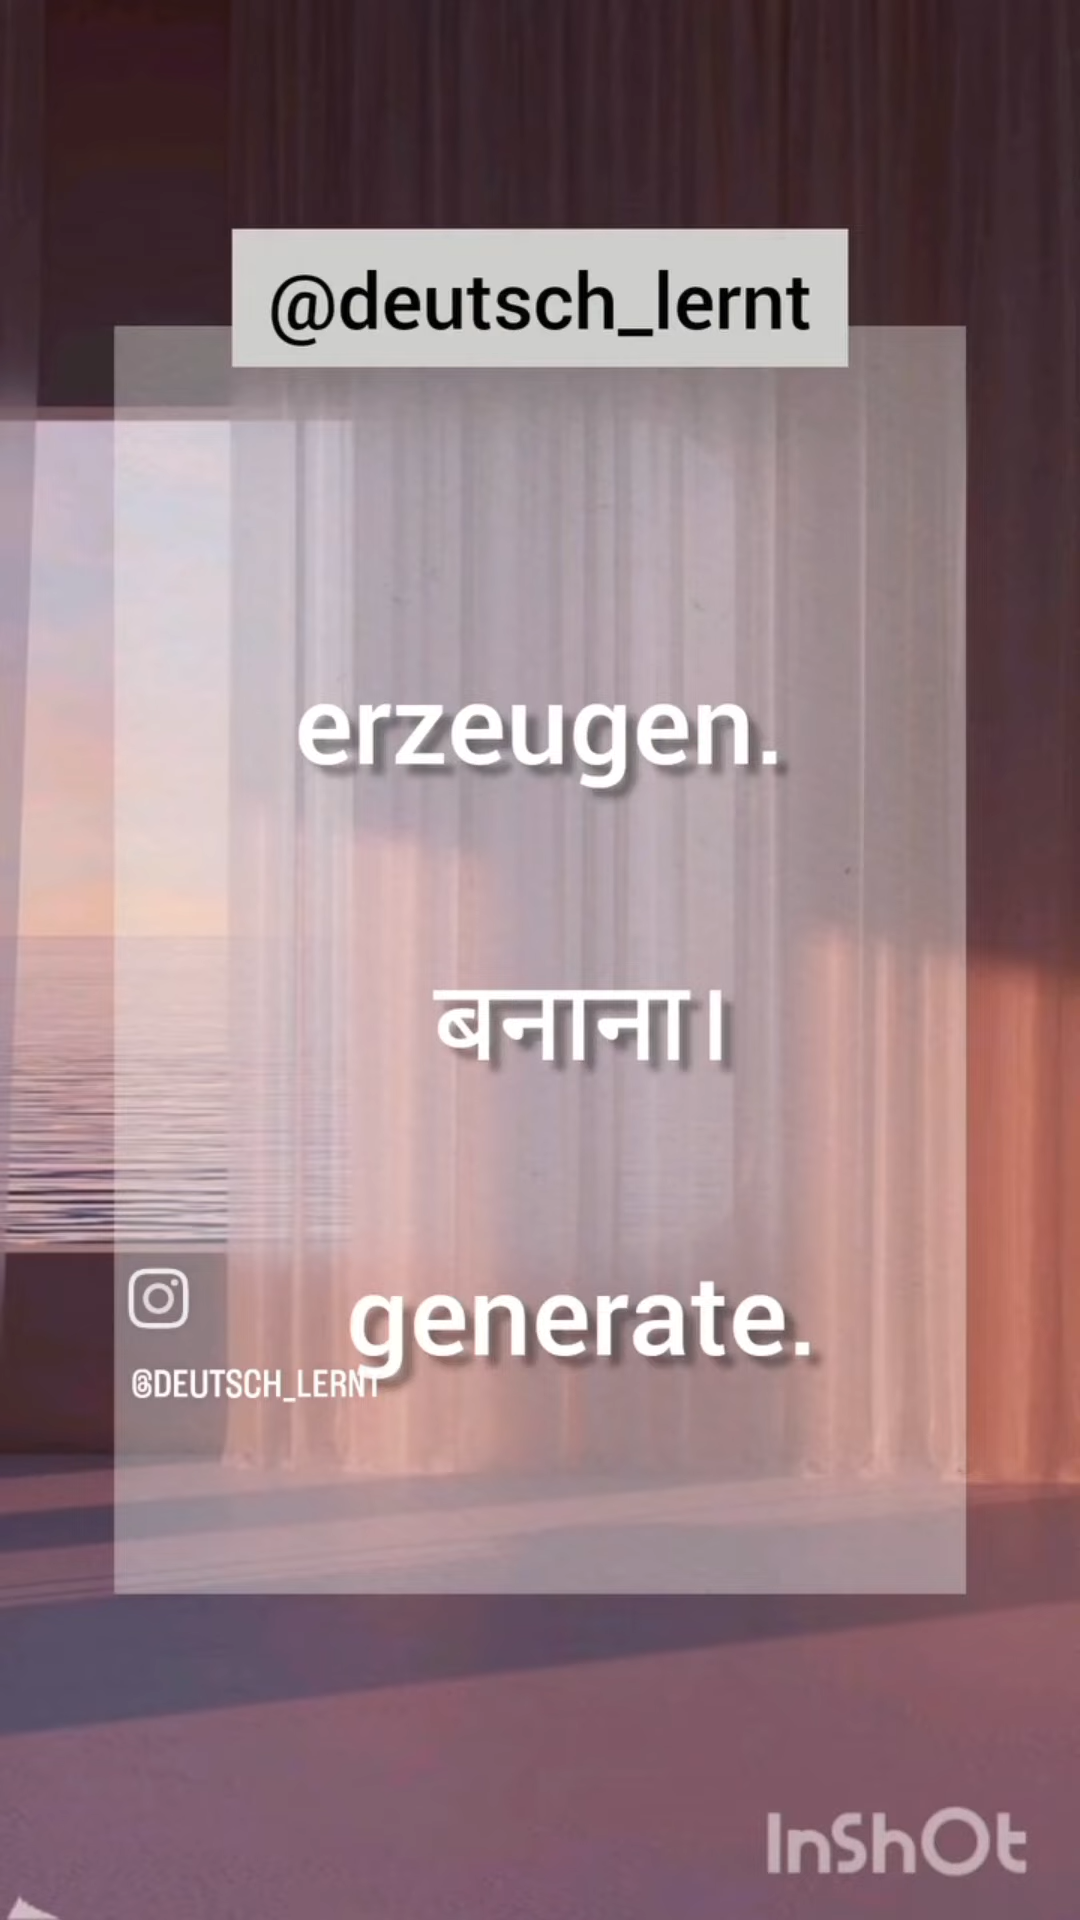 @deutsch_lernt
erzeugen.
बनाना।
generate.
@DEUTSCH_LERNT
InShOt